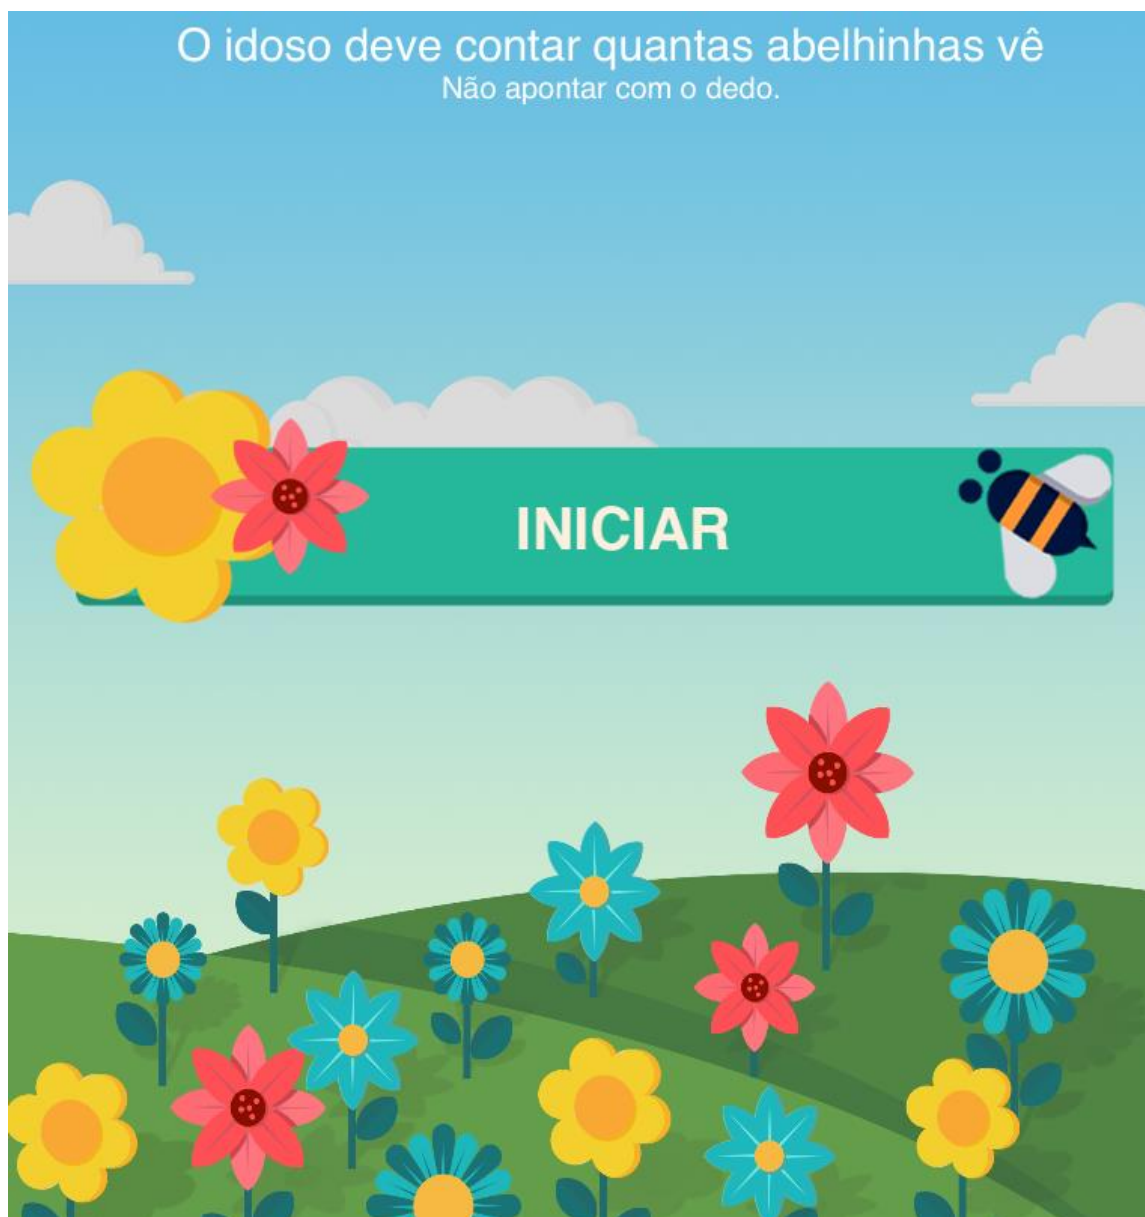 O idoso deve contar quantas abelhinhas vê
Não apontar com o dedo.
INICIAR